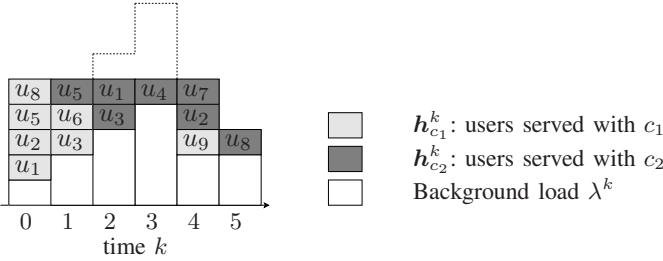 u₈ u₅ u₁ u₄ u₇
u₅ u₆ u₃ u₂
u₂ u₃ u₉ u₈
u₁
0 1 2 3 4 5
time k
h^k_{c₁}: users served with c₁
h^k_{c₂}: users served with c₂
Background load λ^k